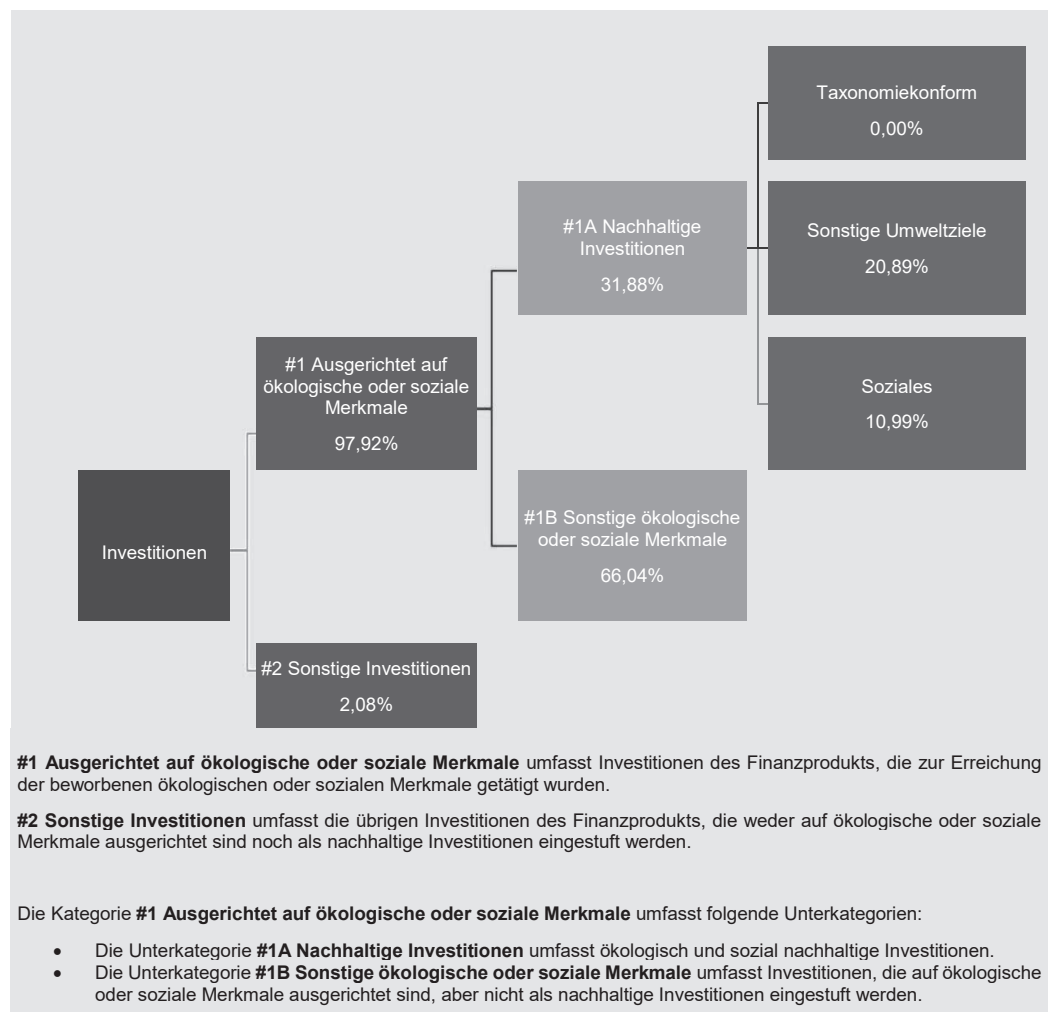 Taxonomiekonform
0,00%
#1A Nachhaltige
Investitionen
31,88%
Sonstige Umweltziele
20,89%
#1 Ausgerichtet auf
ökologische oder soziale
Merkmale
97,92%
Soziales
10,99%
Investitionen
#1B Sonstige ökologische
oder soziale Merkmale
66,04%
#2 Sonstige Investitionen
2,08%
#1 Ausgerichtet auf ökologische oder soziale Merkmale umfasst Investitionen des Finanzprodukts, die zur Erreichung
der beworbenen ökologischen oder sozialen Merkmale getätigt wurden.
#2 Sonstige Investitionen umfasst die übrigen Investitionen des Finanzprodukts, die weder auf ökologische oder soziale
Merkmale ausgerichtet sind noch als nachhaltige Investitionen eingestuft werden.
Die Kategorie #1 Ausgerichtet auf ökologische oder soziale Merkmale umfasst folgende Unterkategorien:
• Die Unterkategorie #1A Nachhaltige Investitionen umfasst ökologisch und sozial nachhaltige Investitionen.
• Die Unterkategorie #1B Sonstige ökologische oder soziale Merkmale umfasst Investitionen, die auf ökologische
oder soziale Merkmale ausgerichtet sind, aber nicht als nachhaltige Investitionen eingestuft werden.